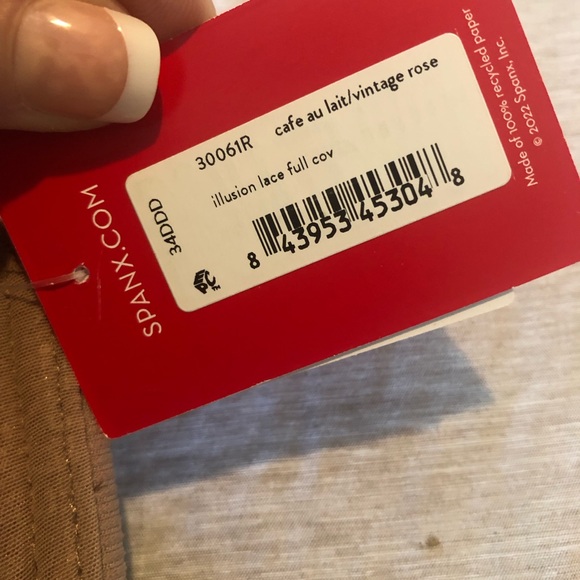 30061R cafe au lait/vintage rose
illusion lace full cov
34DDD
8 43953 45304 8
EPC™
SPANX.COM
Made of 100% recycled paper
© 2022 Spanx, Inc.